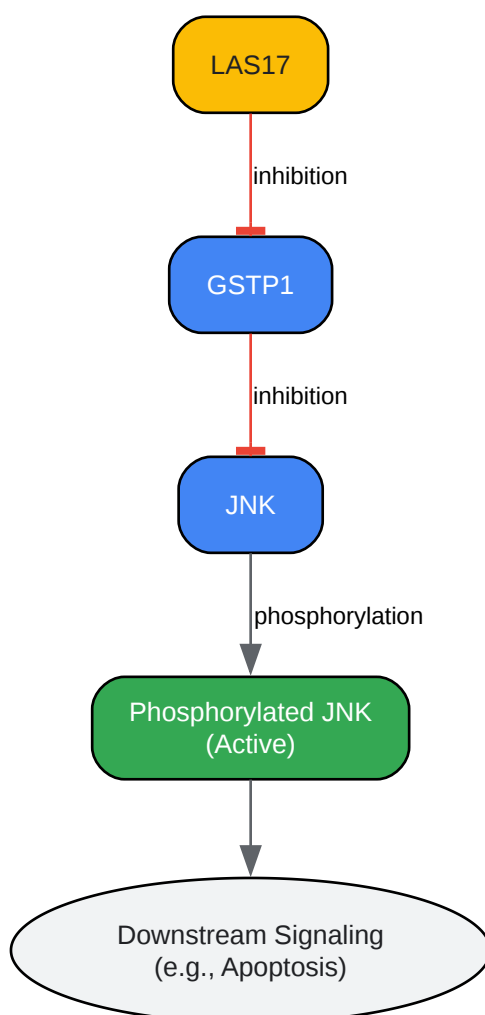 LAS17
inhibition
GSTP1
inhibition
JNK
phosphorylation
Phosphorylated JNK
(Active)
Downstream Signaling
(e.g., Apoptosis)